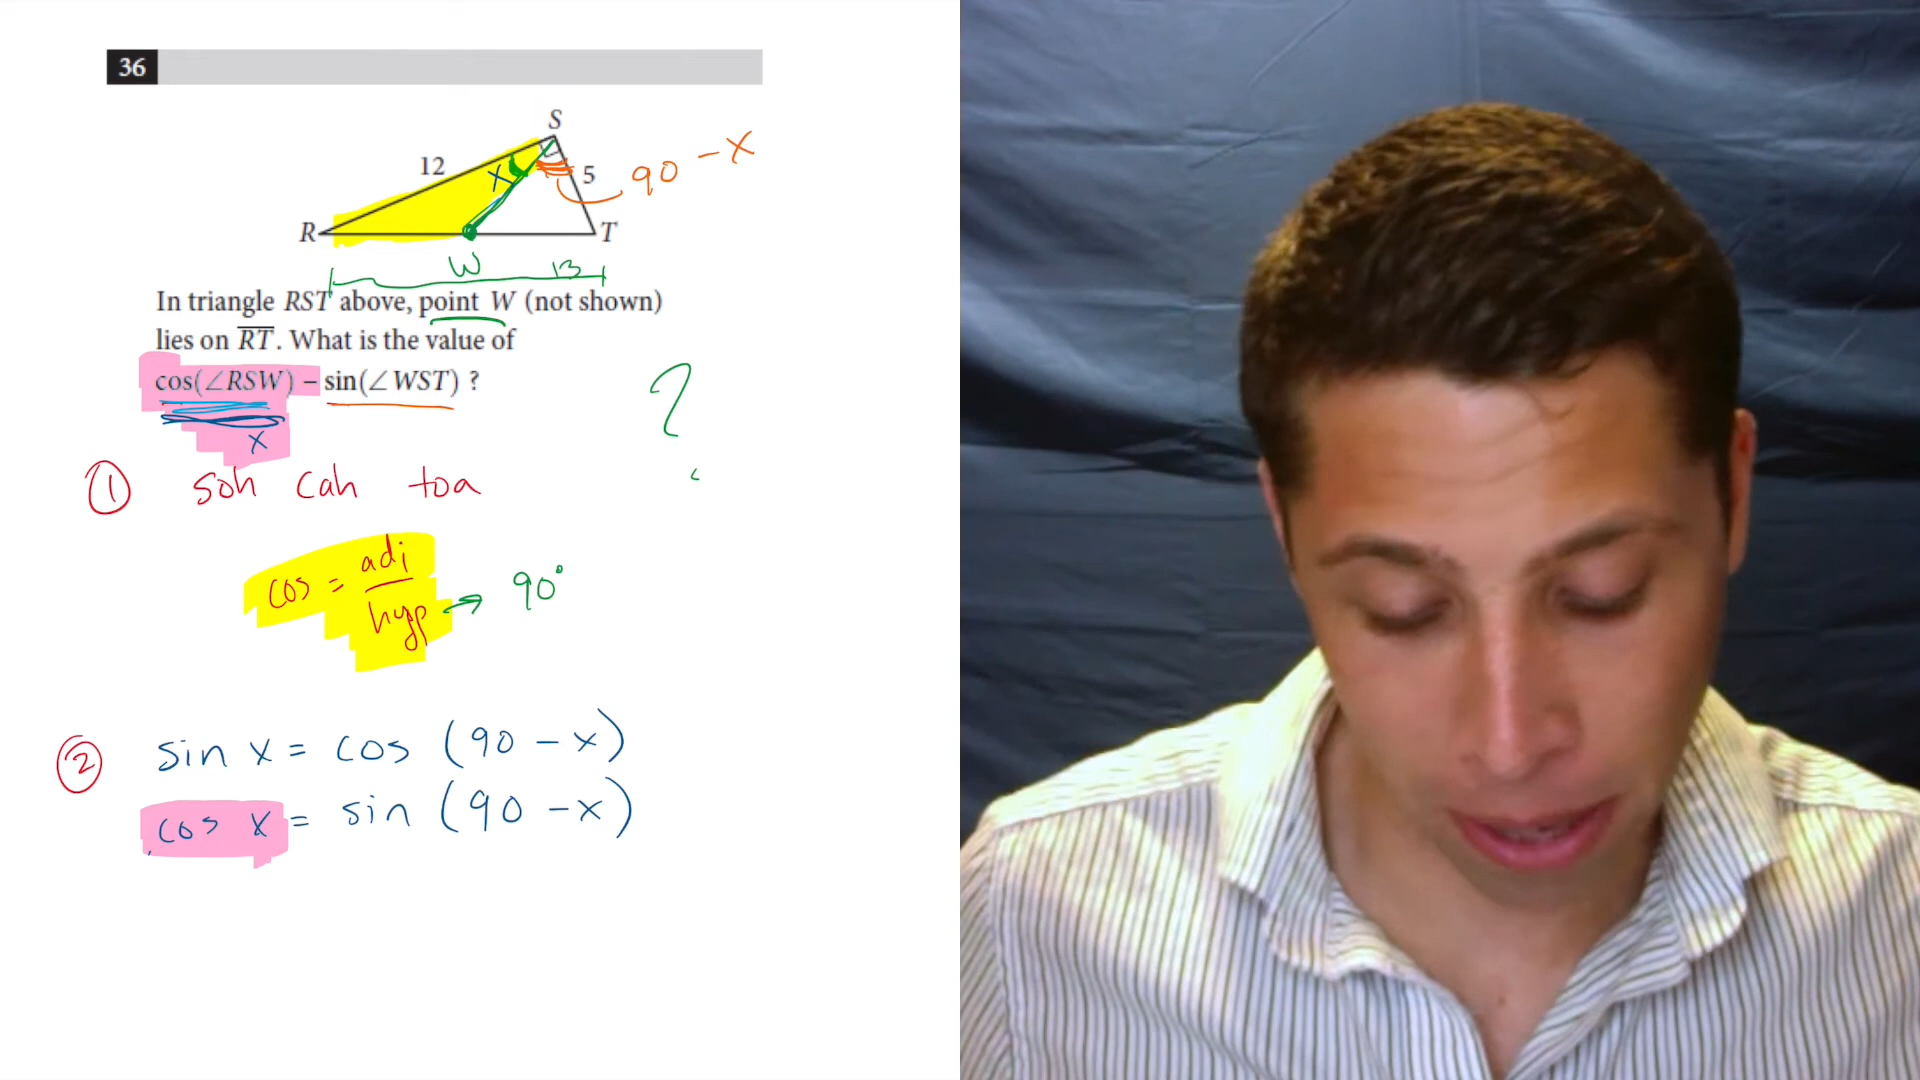 36
S
12
x
5
90 - x
R
T
W
13
In triangle RST above, point W (not shown)
lies on RT. What is the value of
cos(∠RSW) – sin(∠WST) ?
x
?
① soh cah toa
cos = adj/hyp → 90°
② sin x = cos (90 - x)
cos x = sin (90 - x)